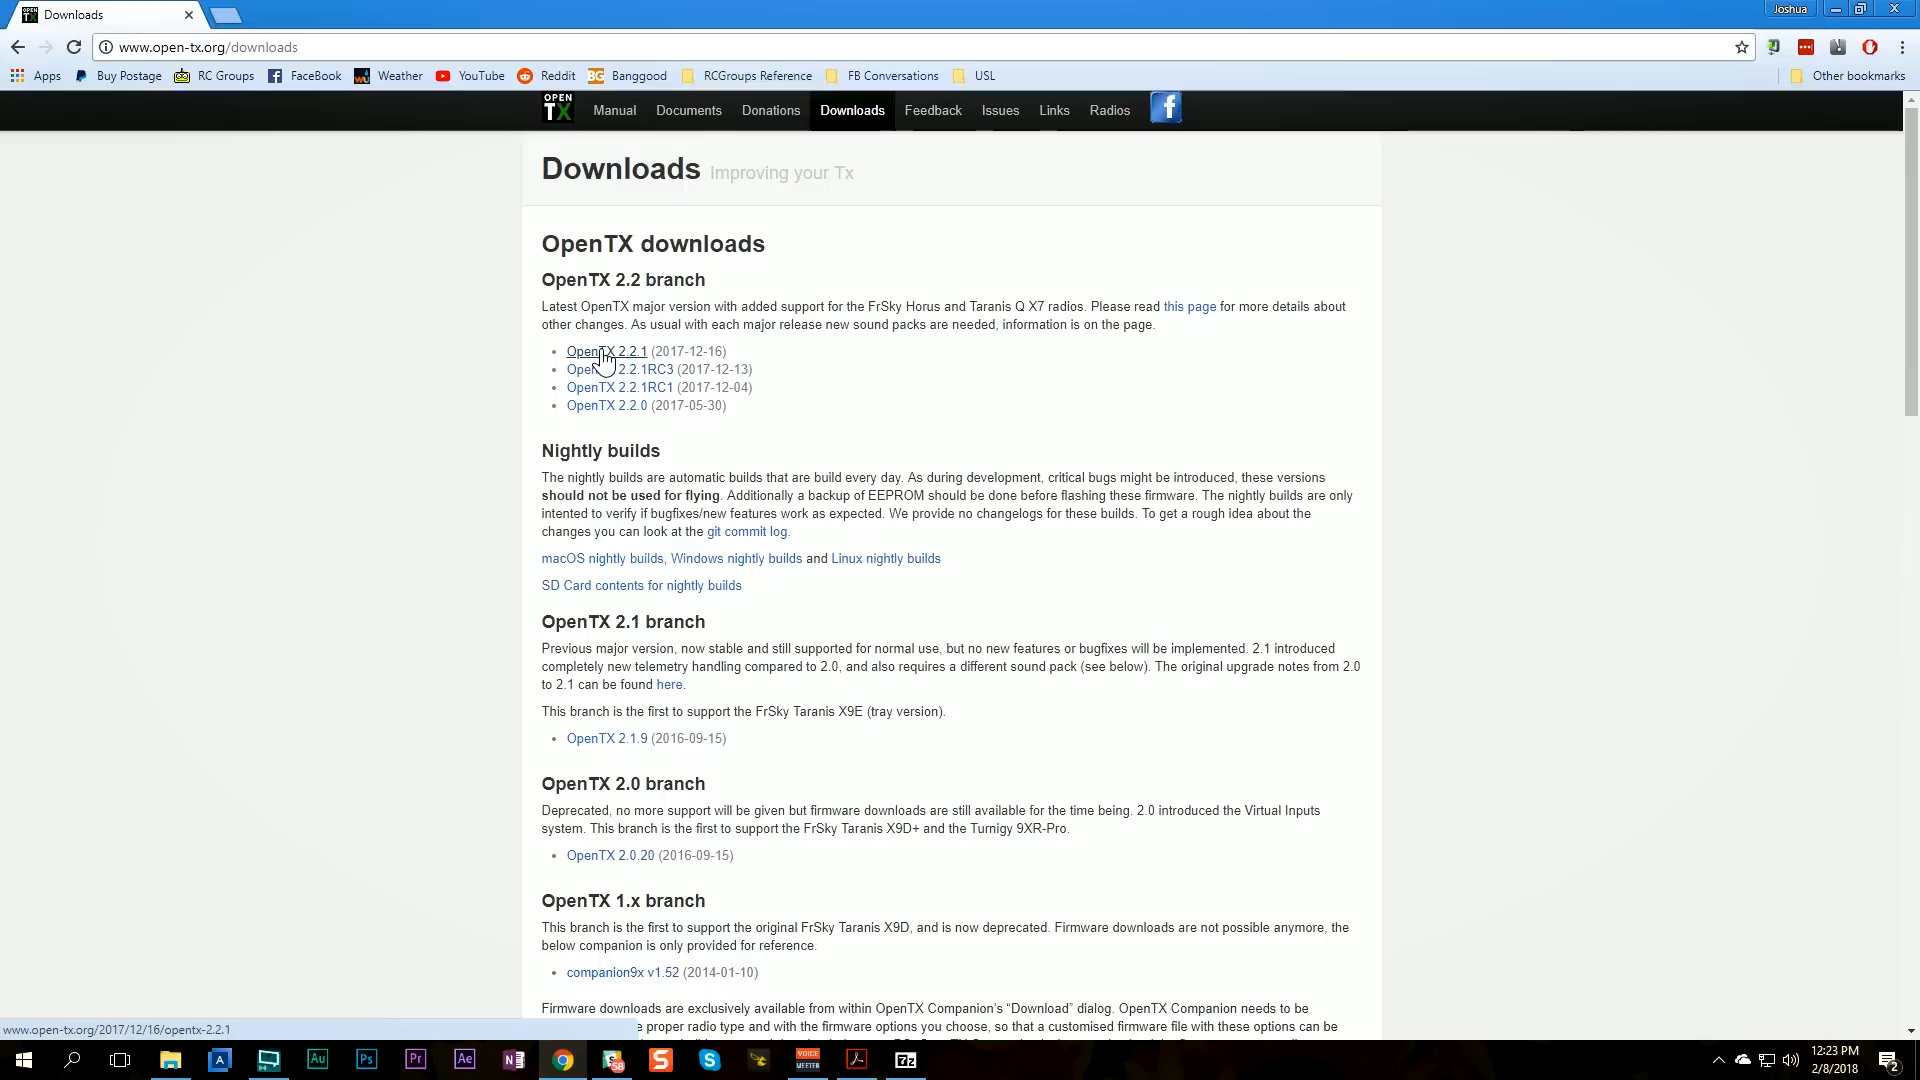 Downloads
Joshua
www.open-tx.org/downloads
Apps Buy Postage RC Groups FaceBook Weather YouTube Reddit BG Banggood RCGroups Reference FB Conversations USL Other bookmarks
OPEN TX Manual Documents Donations Downloads Feedback Issues Links Radios f
Downloads Improving your Tx
OpenTX downloads
OpenTX 2.2 branch
Latest OpenTX major version with added support for the FrSky Horus and Taranis Q X7 radios. Please read this page for more details about
other changes. As usual with each major release new sound packs are needed, information is on the page.
• OpenTX 2.2.1 (2017-12-16)
• OpenTX 2.2.1RC3 (2017-12-13)
• OpenTX 2.2.1RC1 (2017-12-04)
• OpenTX 2.2.0 (2017-05-30)
Nightly builds
The nightly builds are automatic builds that are build every day. As during development, critical bugs might be introduced, these versions
should not be used for flying. Additionally a backup of EEPROM should be done before flashing these firmware. The nightly builds are only
intented to verify if bugfixes/new features work as expected. We provide no changelogs for these builds. To get a rough idea about the
changes you can look at the git commit log.
macOS nightly builds, Windows nightly builds and Linux nightly builds
SD Card contents for nightly builds
OpenTX 2.1 branch
Previous major version, now stable and still supported for normal use, but no new features or bugfixes will be implemented. 2.1 introduced
completely new telemetry handling compared to 2.0, and also requires a different sound pack (see below). The original upgrade notes from 2.0
to 2.1 can be found here.
This branch is the first to support the FrSky Taranis X9E (tray version).
• OpenTX 2.1.9 (2016-09-15)
OpenTX 2.0 branch
Deprecated, no more support will be given but firmware downloads are still available for the time being. 2.0 introduced the Virtual Inputs
system. This branch is the first to support the FrSky Taranis X9D+ and the Turnigy 9XR-Pro.
• OpenTX 2.0.20 (2016-09-15)
OpenTX 1.x branch
This branch is the first to support the original FrSky Taranis X9D, and is now deprecated. Firmware downloads are not possible anymore, the
below companion is only provided for reference.
• companion9x v1.52 (2014-01-10)
Firmware downloads are exclusively available from within OpenTX Companion's “Download” dialog. OpenTX Companion needs to be
proper radio type and with the firmware options you choose, so that a customised firmware file with these options can be
www.open-tx.org/2017/12/16/opentx-2.2.1
Au Ps Pr Ae N 58 S VOICE MEETER 7z
12:23 PM
2/8/2018
2